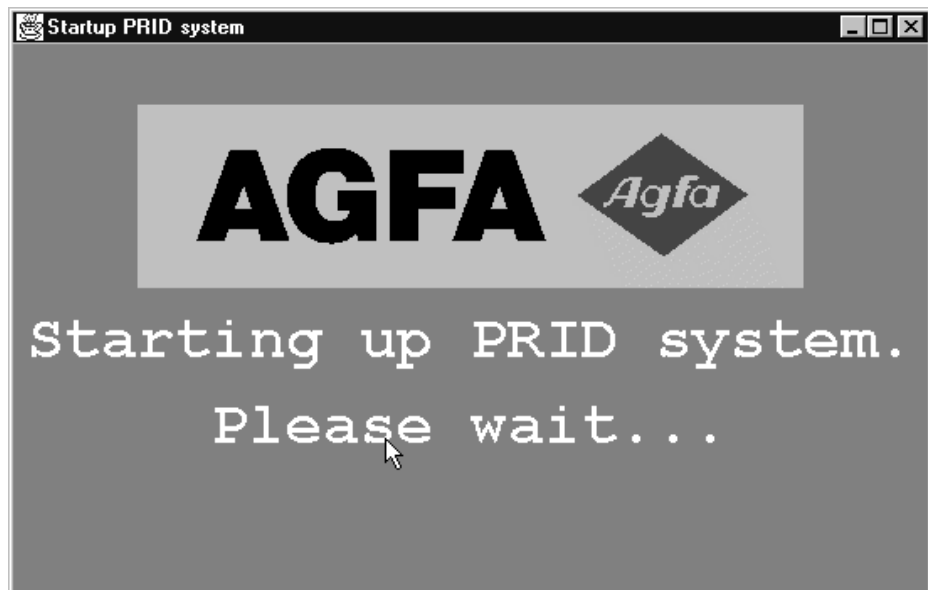 Startup PRID system
AGFA Agfa
Starting up PRID system.
Please wait...